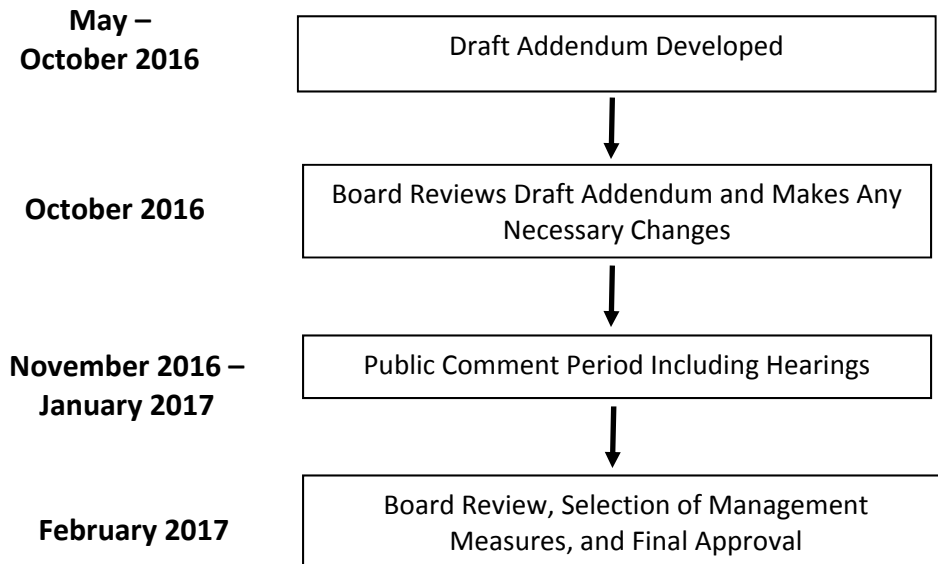 May –
October 2016
Draft Addendum Developed
October 2016
Board Reviews Draft Addendum and Makes Any
Necessary Changes
November 2016 –
January 2017
Public Comment Period Including Hearings
February 2017
Board Review, Selection of Management
Measures, and Final Approval